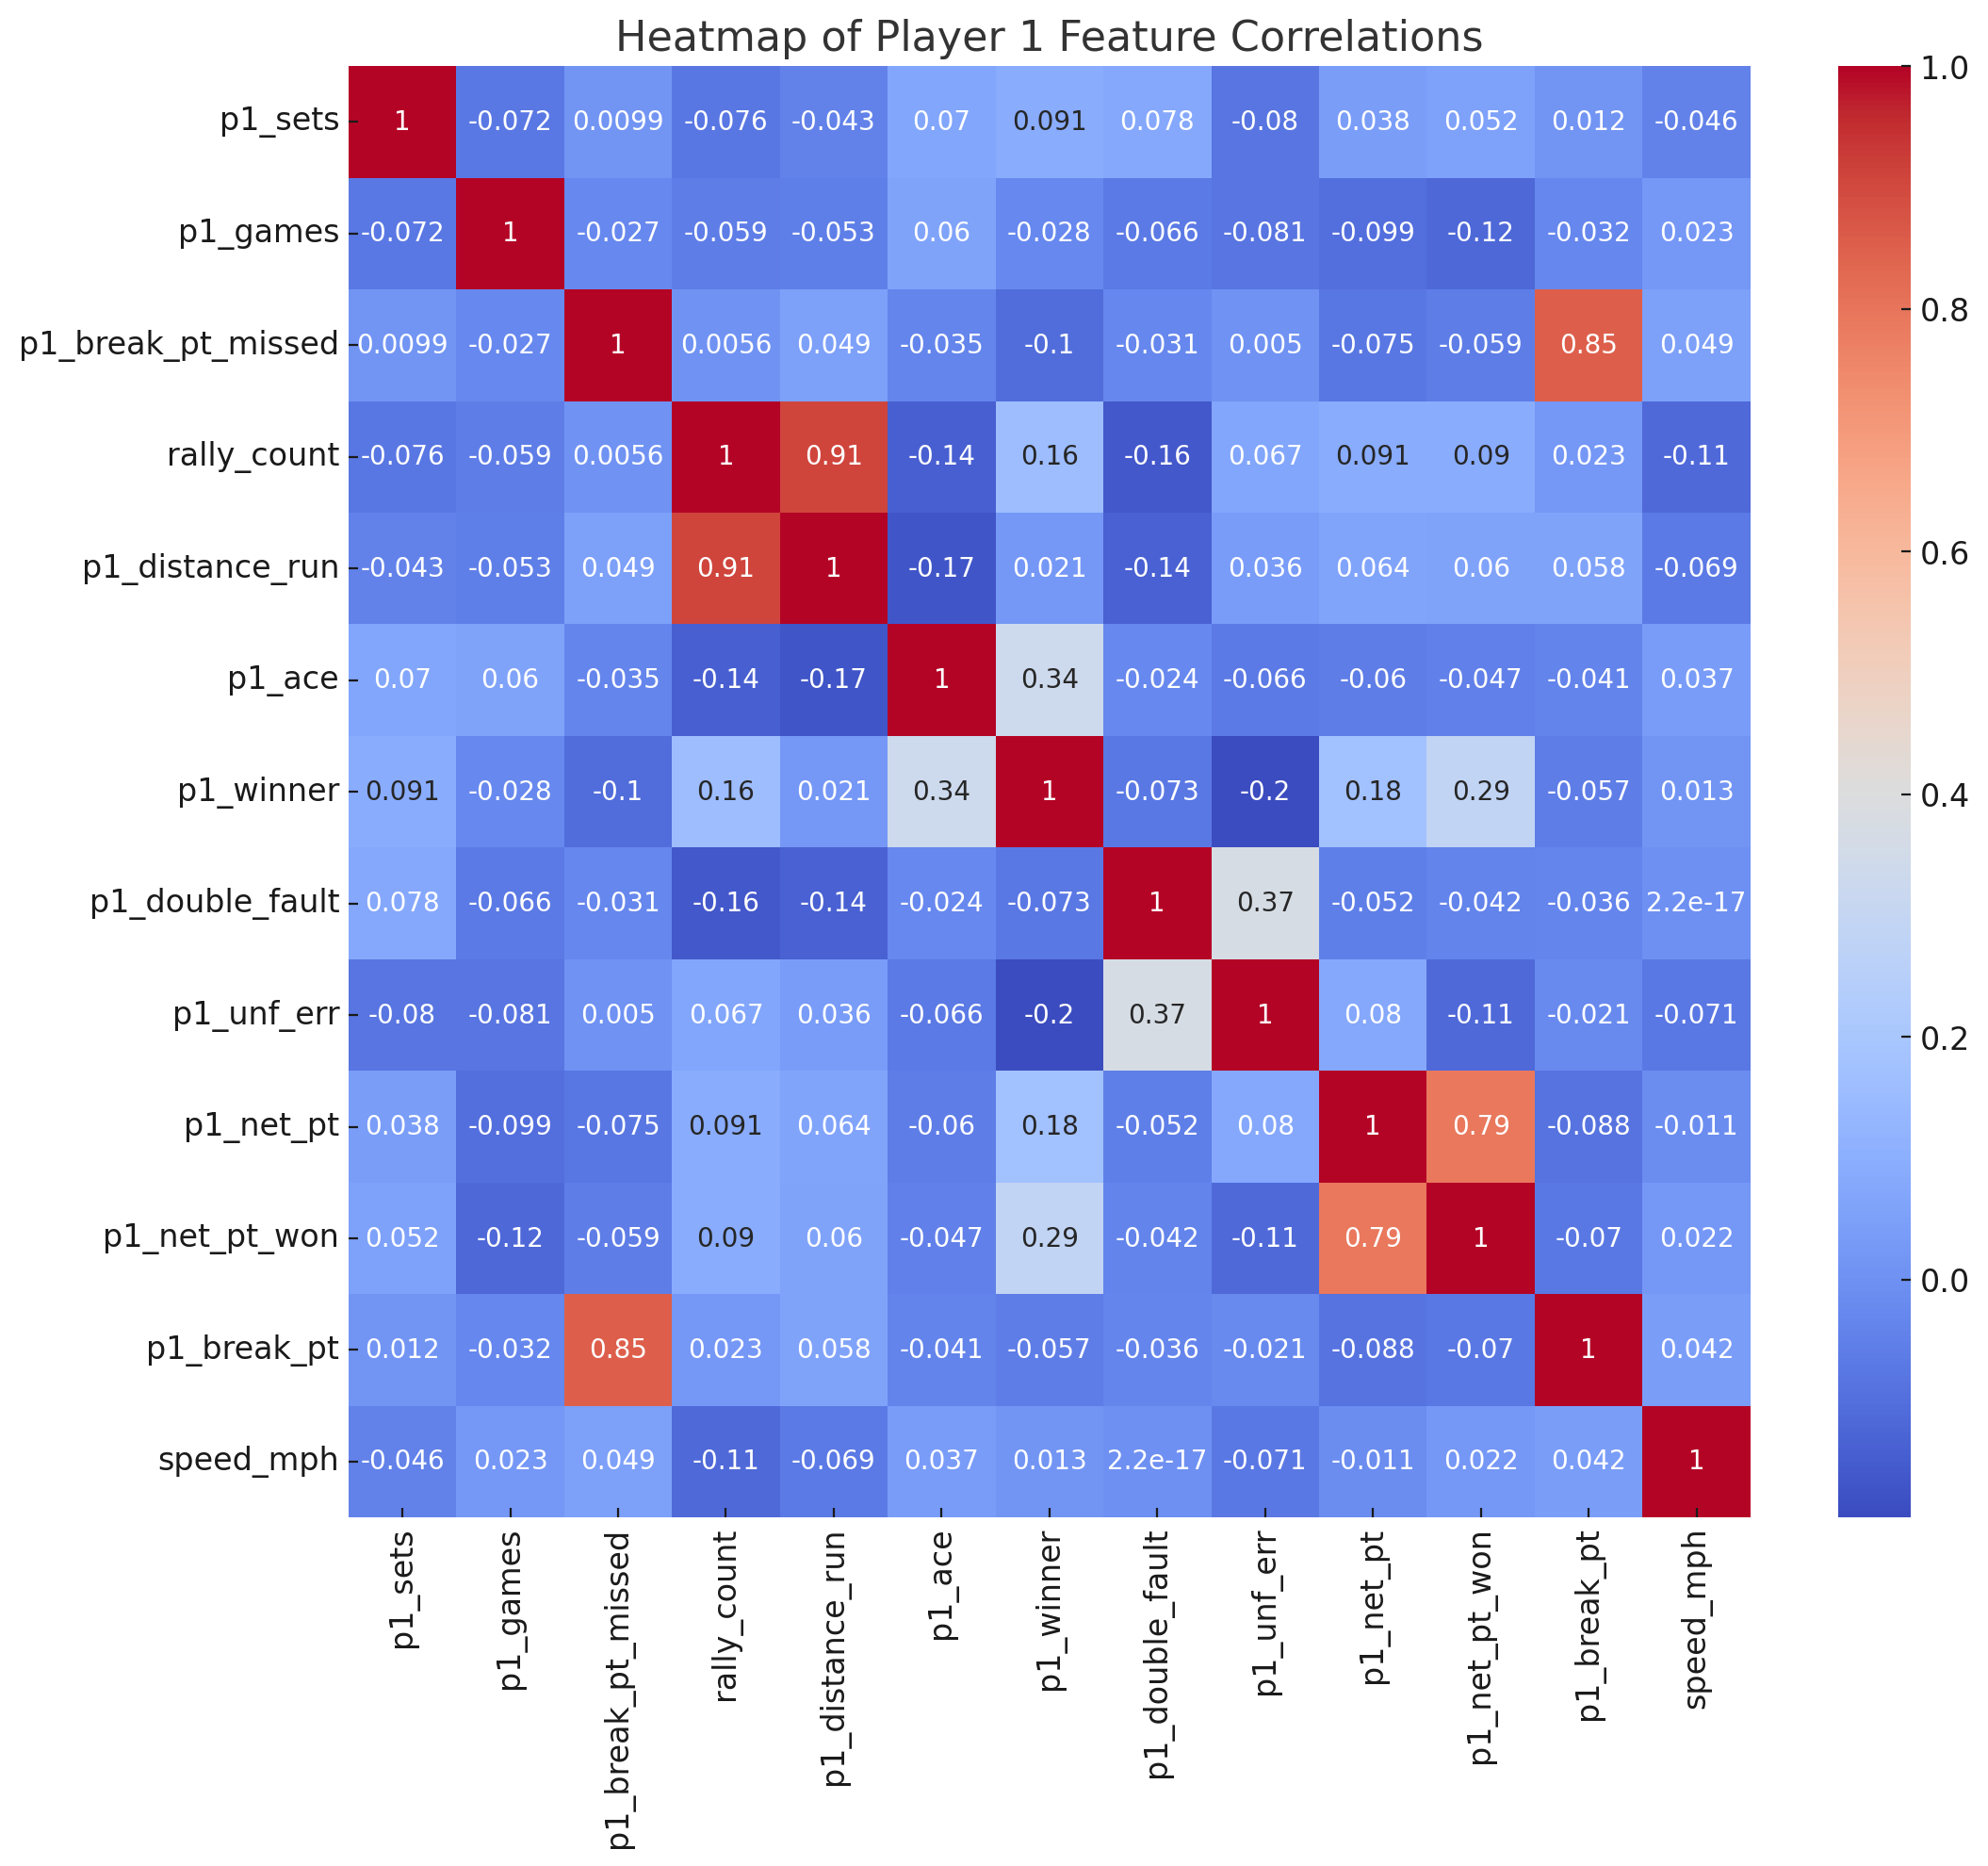 Heatmap of Player 1 Feature Correlations
p1_sets 1 -0.072 0.0099 -0.076 -0.043 0.07 0.091 0.078 -0.08 0.038 0.052 0.012 -0.046
p1_games -0.072 1 -0.027 -0.059 -0.053 0.06 -0.028 -0.066 -0.081 -0.099 -0.12 -0.032 0.023
p1_break_pt_missed 0.0099 -0.027 1 0.0056 0.049 -0.035 -0.1 -0.031 0.005 -0.075 -0.059 0.85 0.049
rally_count -0.076 -0.059 0.0056 1 0.91 -0.14 0.16 -0.16 0.067 0.091 0.09 0.023 -0.11
p1_distance_run -0.043 -0.053 0.049 0.91 1 -0.17 0.021 -0.14 0.036 0.064 0.06 0.058 -0.069
p1_ace 0.07 0.06 -0.035 -0.14 -0.17 1 0.34 -0.024 -0.066 -0.06 -0.047 -0.041 0.037
p1_winner 0.091 -0.028 -0.1 0.16 0.021 0.34 1 -0.073 -0.2 0.18 0.29 -0.057 0.013
p1_double_fault 0.078 -0.066 -0.031 -0.16 -0.14 -0.024 -0.073 1 0.37 -0.052 -0.042 -0.036 2.2e-17
p1_unf_err -0.08 -0.081 0.005 0.067 0.036 -0.066 -0.2 0.37 1 0.08 -0.11 -0.021 -0.071
p1_net_pt 0.038 -0.099 -0.075 0.091 0.064 -0.06 0.18 -0.052 0.08 1 0.79 -0.088 -0.011
p1_net_pt_won 0.052 -0.12 -0.059 0.09 0.06 -0.047 0.29 -0.042 -0.11 0.79 1 -0.07 0.022
p1_break_pt 0.012 -0.032 0.85 0.023 0.058 -0.041 -0.057 -0.036 -0.021 -0.088 -0.07 1 0.042
speed_mph -0.046 0.023 0.049 -0.11 -0.069 0.037 0.013 2.2e-17 -0.071 -0.011 0.022 0.042 1
p1_sets
p1_games
p1_break_pt_missed
rally_count
p1_distance_run
p1_ace
p1_winner
p1_double_fault
p1_unf_err
p1_net_pt
p1_net_pt_won
p1_break_pt
speed_mph
1.0
0.8
0.6
0.4
0.2
0.0